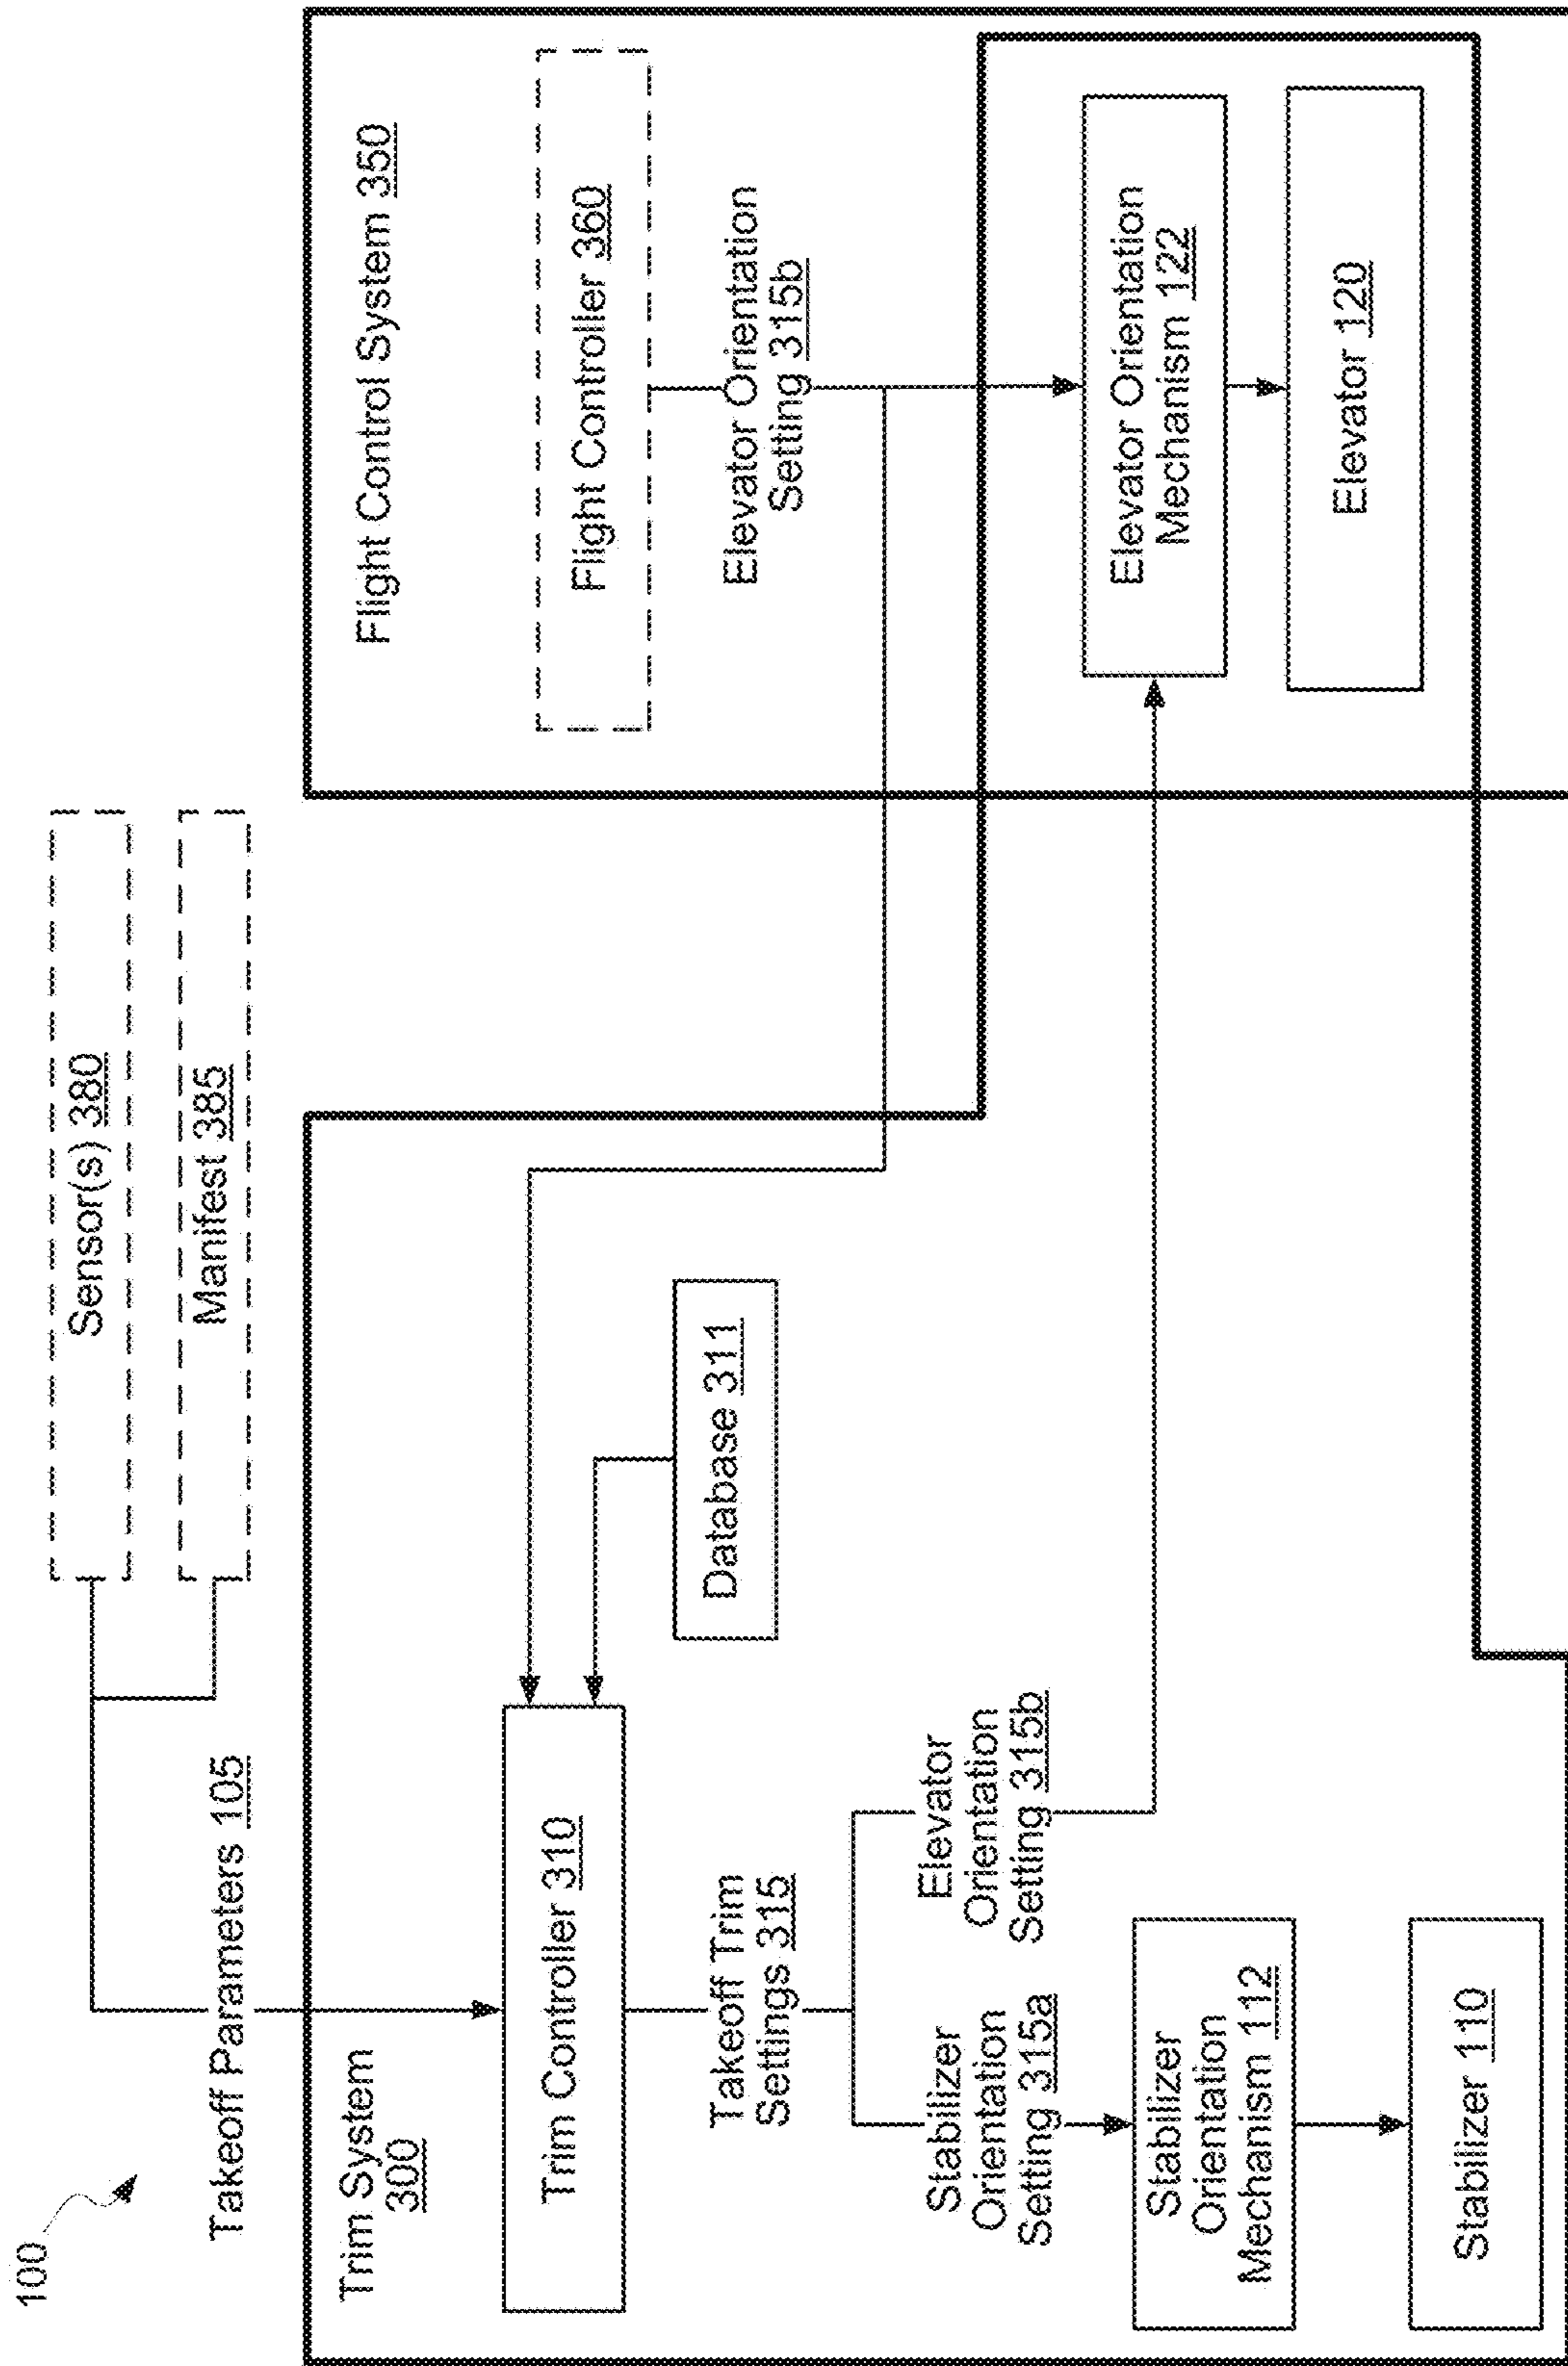 100
Sensor(s) 380
Manifest 385
Takeoff Parameters 105
Trim System
300
Flight Control System 350
Trim Controller 310
Flight Controller 360
Database 311
Takeoff Trim
Settings 315
Elevator Orientation
Setting 315b
Stabilizer
Orientation
Setting 315a
Elevator
Orientation
Setting 315b
Stabilizer
Orientation
Mechanism 112
Elevator Orientation
Mechanism 122
Stabilizer 110
Elevator 120